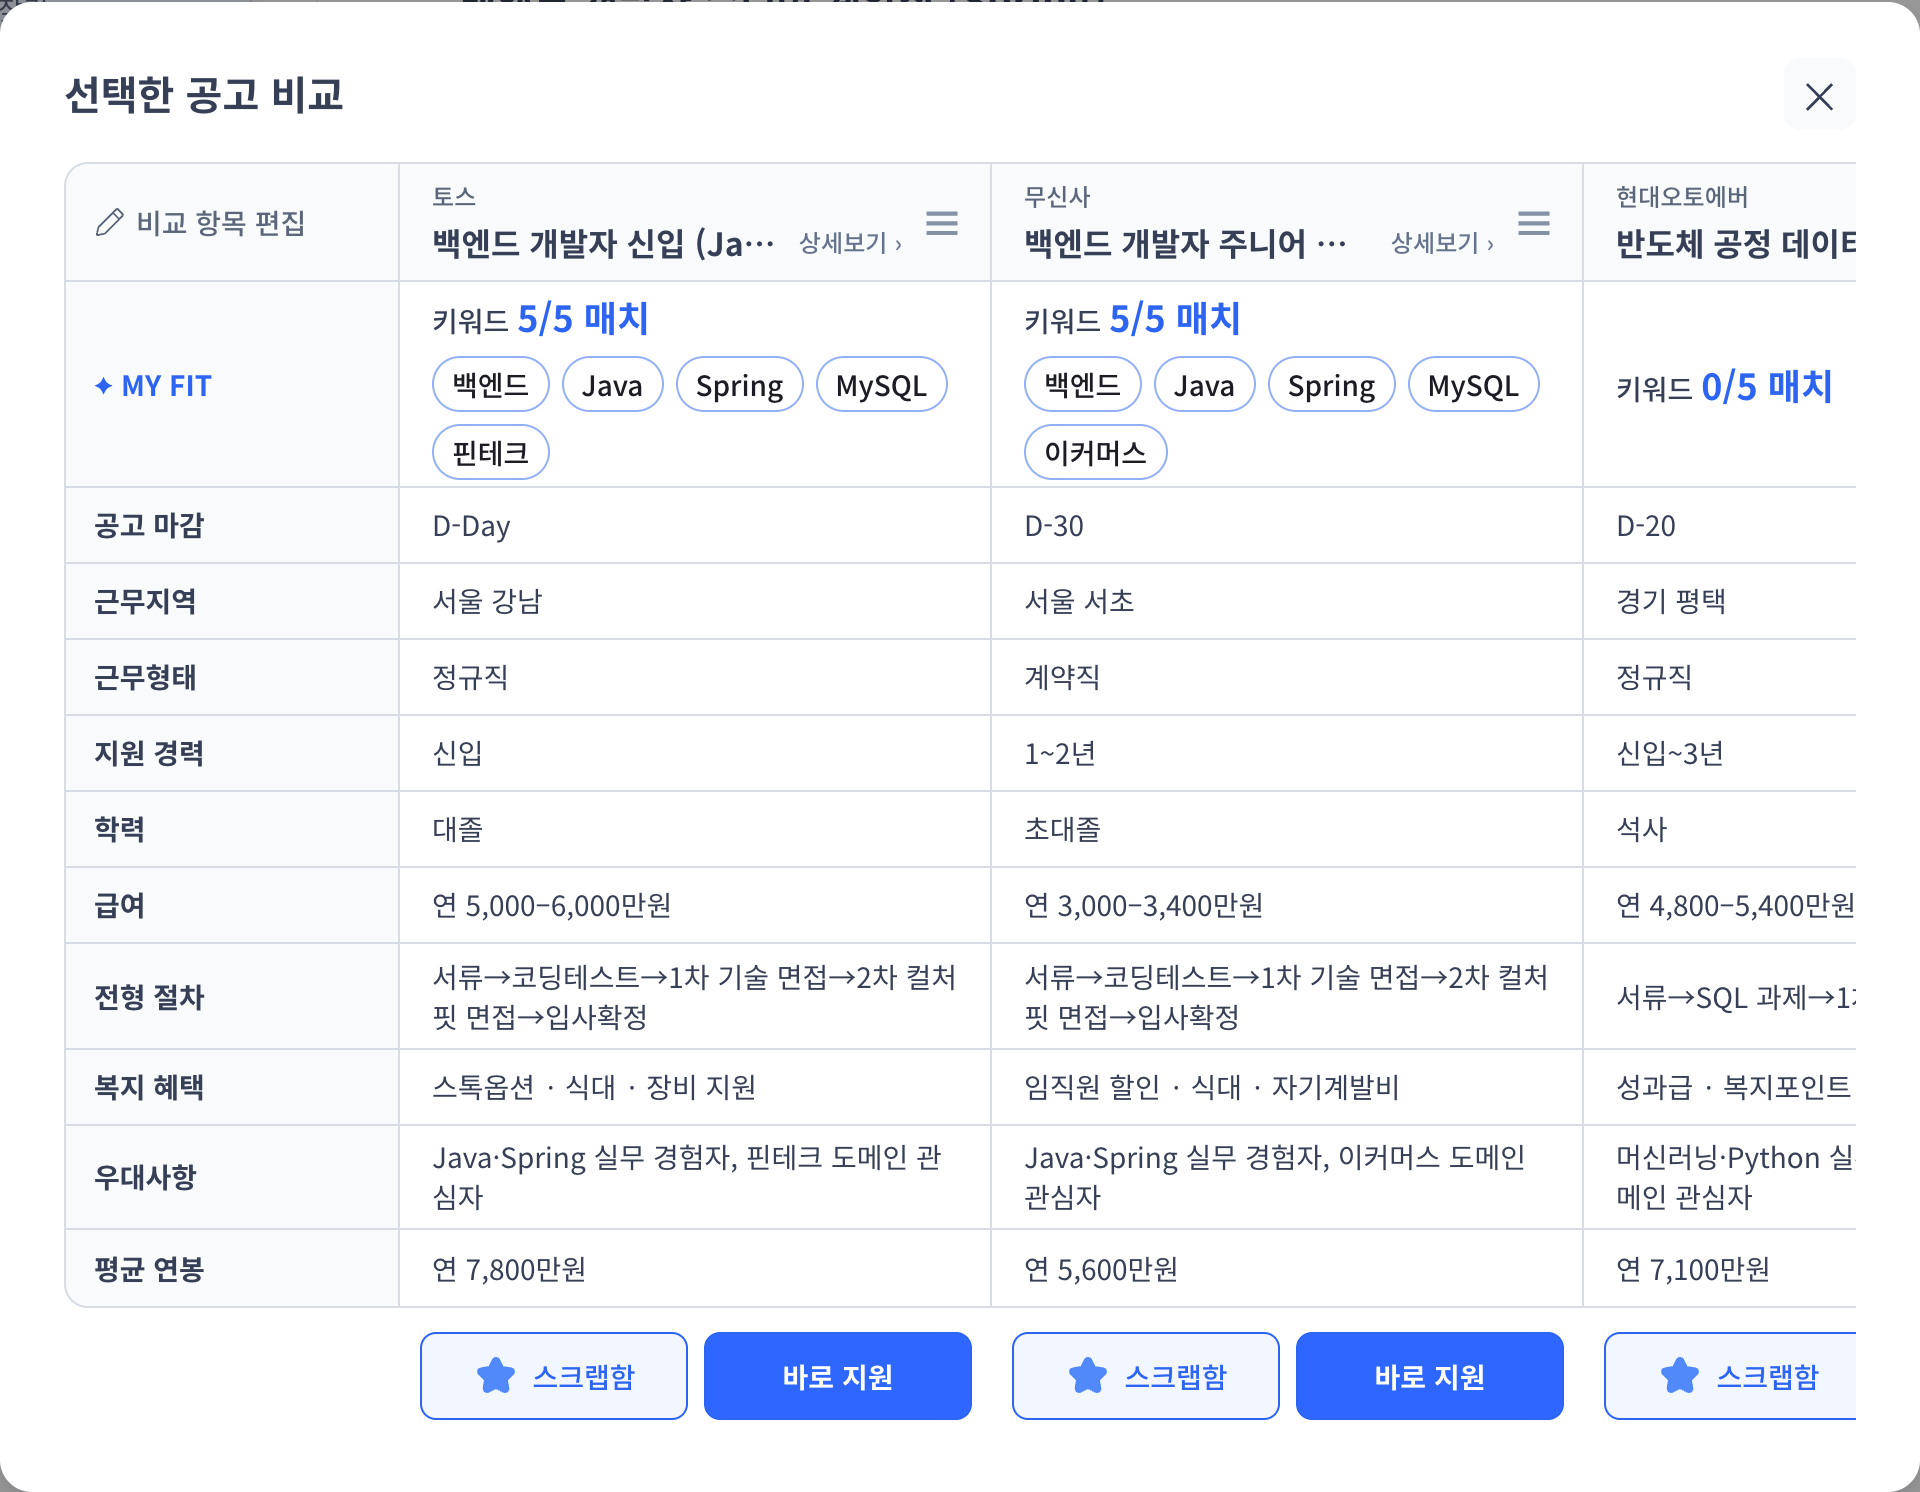 선택한 공고 비교
비교 항목 편집
토스
백엔드 개발자 신입 (Ja… 상세보기 ›
무신사
백엔드 개발자 주니어 … 상세보기 ›
현대오토에버
반도체 공정 데이터
MY FIT
키워드 5/5 매치
백엔드 Java Spring MySQL
핀테크
키워드 5/5 매치
백엔드 Java Spring MySQL
이커머스
키워드 0/5 매치
공고 마감
D-Day
D-30
D-20
근무지역
서울 강남
서울 서초
경기 평택
근무형태
정규직
계약직
정규직
지원 경력
신입
1~2년
신입~3년
학력
대졸
초대졸
석사
급여
연 5,000–6,000만원
연 3,000–3,400만원
연 4,800–5,400만원
전형 절차
서류→코딩테스트→1차 기술 면접→2차 컬처
핏 면접→입사확정
서류→코딩테스트→1차 기술 면접→2차 컬처
핏 면접→입사확정
서류→SQL 과제→1
복지 혜택
스톡옵션 · 식대 · 장비 지원
임직원 할인 · 식대 · 자기계발비
성과급 · 복지포인트
우대사항
Java·Spring 실무 경험자, 핀테크 도메인 관
심자
Java·Spring 실무 경험자, 이커머스 도메인
관심자
머신러닝·Python 실
메인 관심자
평균 연봉
연 7,800만원
연 5,600만원
연 7,100만원
스크랩함
바로 지원
스크랩함
바로 지원
스크랩함